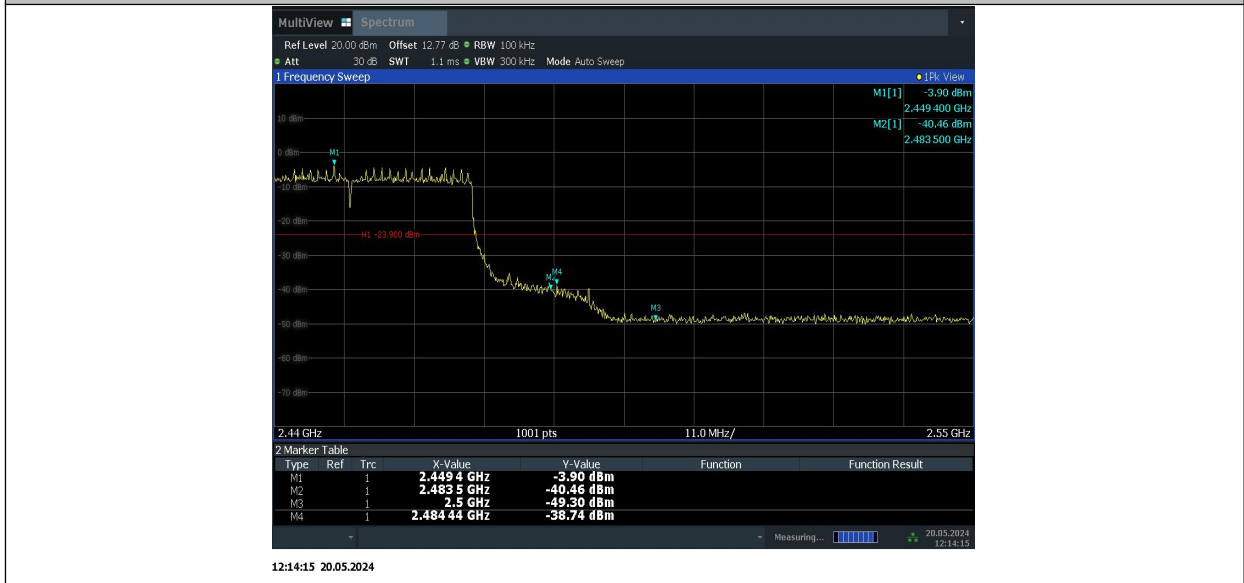 MultiView Spectrum
Ref Level 20.00 dBm Offset 12.77 dB RBW 100 kHz
Att 30 dB SWT 1.1 ms VBW 300 kHz Mode Auto Sweep
1 Frequency Sweep 1Pk View
M1[1] -3.90 dBm
2.449 400 GHz
M2[1] -40.46 dBm
2.483 500 GHz
10 dBm
0 dBm
M1
-10 dBm
-20 dBm
H1 -23.900 dBm
-30 dBm
M4
M2
-40 dBm
M3
-50 dBm
-60 dBm
-70 dBm
2.44 GHz 1001 pts 11.0 MHz/ 2.55 GHz
2 Marker Table
Type Ref Trc X-Value Y-Value Function Function Result
M1 1 2.449 4 GHz -3.90 dBm
M2 1 2.483 5 GHz -40.46 dBm
M3 1 2.5 GHz -49.30 dBm
M4 1 2.484 44 GHz -38.74 dBm
Measuring... 20.05.2024
12:14:15
12:14:15 20.05.2024